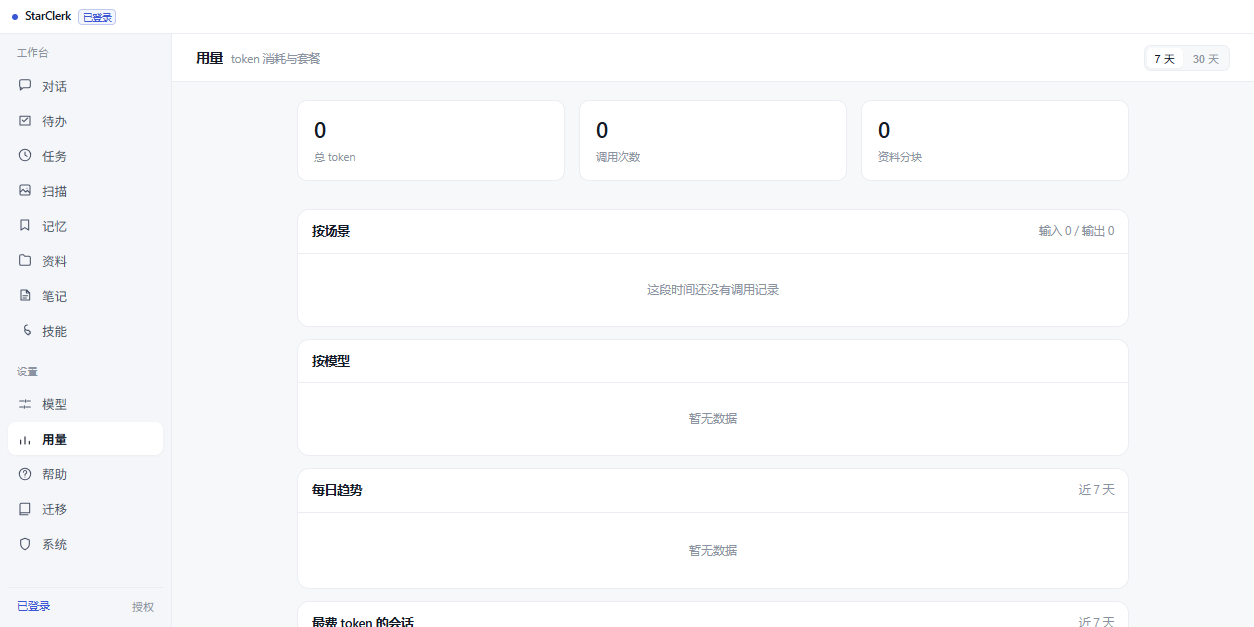 StarClerk 已登录
工作台
对话
待办
任务
扫描
记忆
资料
笔记
技能
设置
模型
用量
帮助
迁移
系统
已登录 授权
用量 token 消耗与套餐 7 天 30 天
0 0 0
总 token 调用次数 资料分块
按场景 输入 0 / 输出 0
这段时间还没有调用记录
按模型
暂无数据
每日趋势 近 7 天
暂无数据
最费 token 的会话 近 7 天